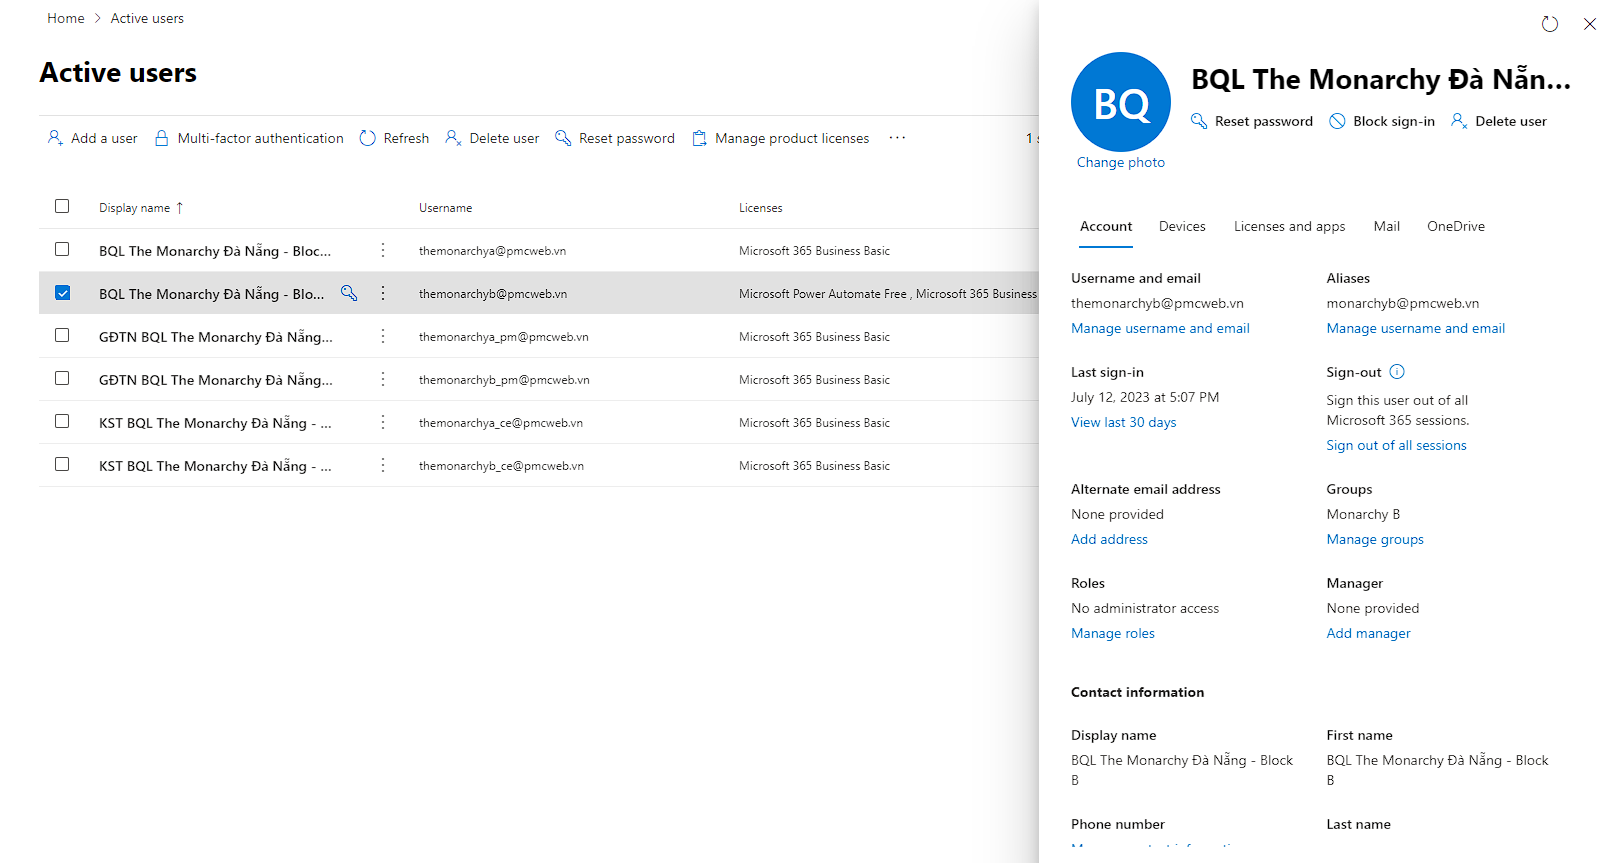 Home > Active users
Active users
Add a user Multi-factor authentication Refresh Delete user Reset password Manage product licenses ... 1
Display name ↑ Username Licenses
BQL The Monarchy Đà Nẵng - Bloc... themonarchya@pmcweb.vn Microsoft 365 Business Basic
BQL The Monarchy Đà Nẵng - Blo... themonarchyb@pmcweb.vn Microsoft Power Automate Free , Microsoft 365 Business
GĐTN BQL The Monarchy Đà Nẵng... themonarchya_pm@pmcweb.vn Microsoft 365 Business Basic
GĐTN BQL The Monarchy Đà Nẵng... themonarchyb_pm@pmcweb.vn Microsoft 365 Business Basic
KST BQL The Monarchy Đà Nẵng - ... themonarchya_ce@pmcweb.vn Microsoft 365 Business Basic
KST BQL The Monarchy Đà Nẵng - ... themonarchyb_ce@pmcweb.vn Microsoft 365 Business Basic
BQ
Change photo
BQL The Monarchy Đà Nẵn...
Reset password Block sign-in Delete user
Account Devices Licenses and apps Mail OneDrive
Username and email
themonarchyb@pmcweb.vn
Manage username and email
Aliases
monarchyb@pmcweb.vn
Manage username and email
Last sign-in
July 12, 2023 at 5:07 PM
View last 30 days
Sign-out
Sign this user out of all
Microsoft 365 sessions.
Sign out of all sessions
Alternate email address
None provided
Add address
Groups
Monarchy B
Manage groups
Roles
No administrator access
Manage roles
Manager
None provided
Add manager
Contact information
Display name
BQL The Monarchy Đà Nẵng - Block
B
First name
BQL The Monarchy Đà Nẵng - Block
B
Phone number
Last name